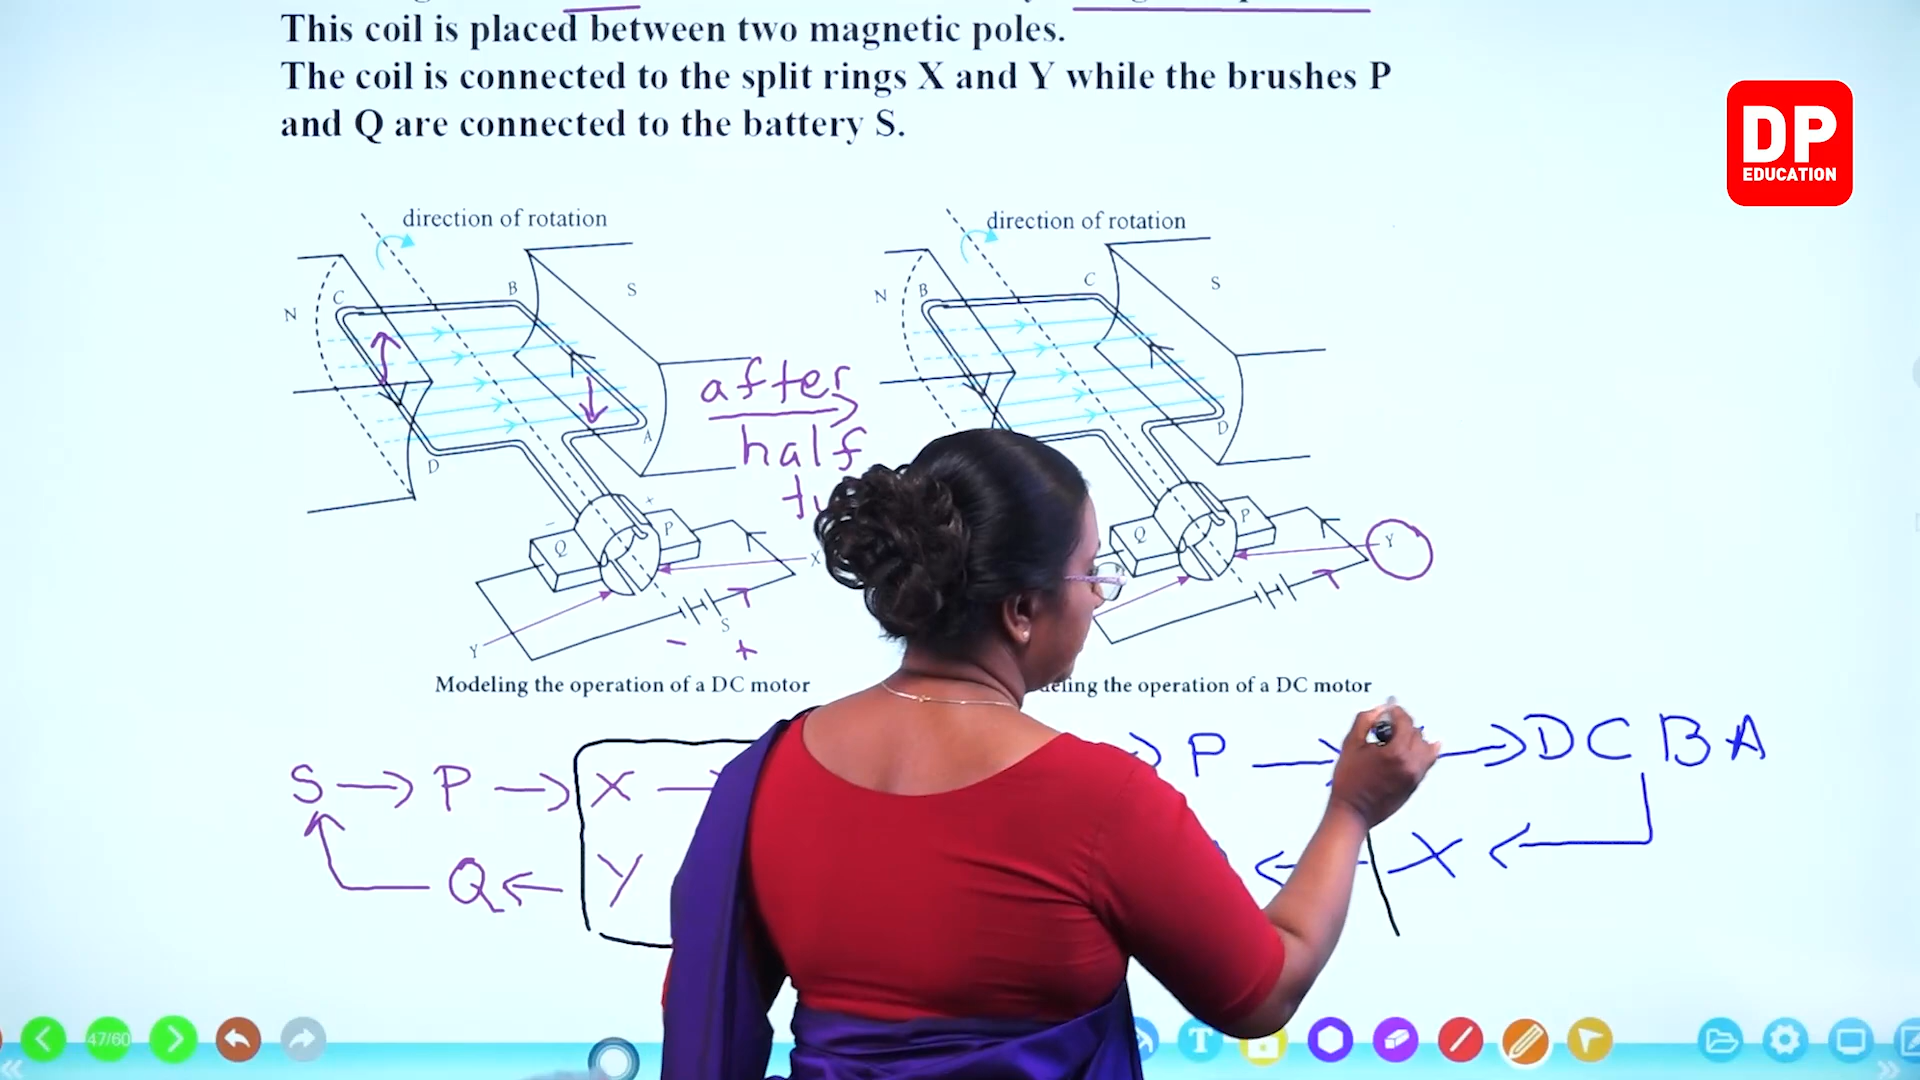 This coil is placed between two magnetic poles.
The coil is connected to the split rings X and Y while the brushes P
and Q are connected to the battery S.
DP
EDUCATION
direction of rotation
direction of rotation
N
C
B
S
N
B
C
S
after
half
A
D
D
+
−
Q
P
X
Q
P
Y
S
Y
− +
Modeling the operation of a DC motor
the operation of a DC motor
S → P → X
P → → D C B A
Q ← Y
← X ←
47/60
T